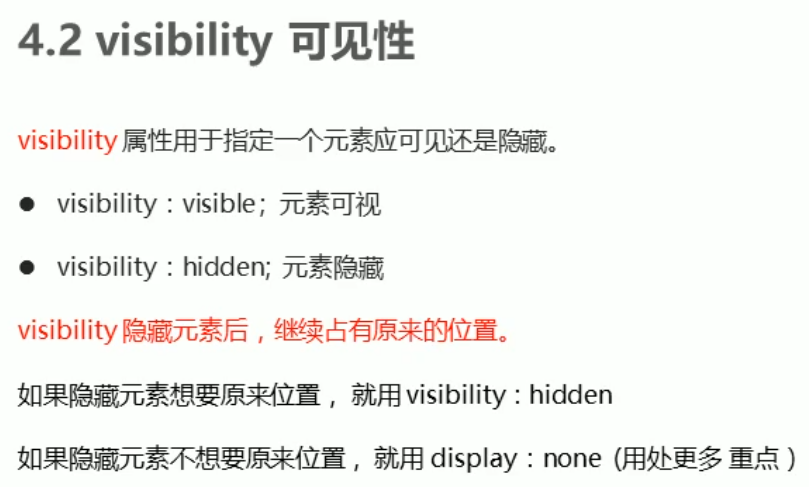 4.2 visibility 可见性
visibility 属性用于指定一个元素应可见还是隐藏。
● visibility：visible；元素可视
● visibility：hidden; 元素隐藏
visibility 隐藏元素后，继续占有原来的位置。
如果隐藏元素想要原来位置，就用 visibility：hidden
如果隐藏元素不想要原来位置，就用 display：none (用处更多 重点）